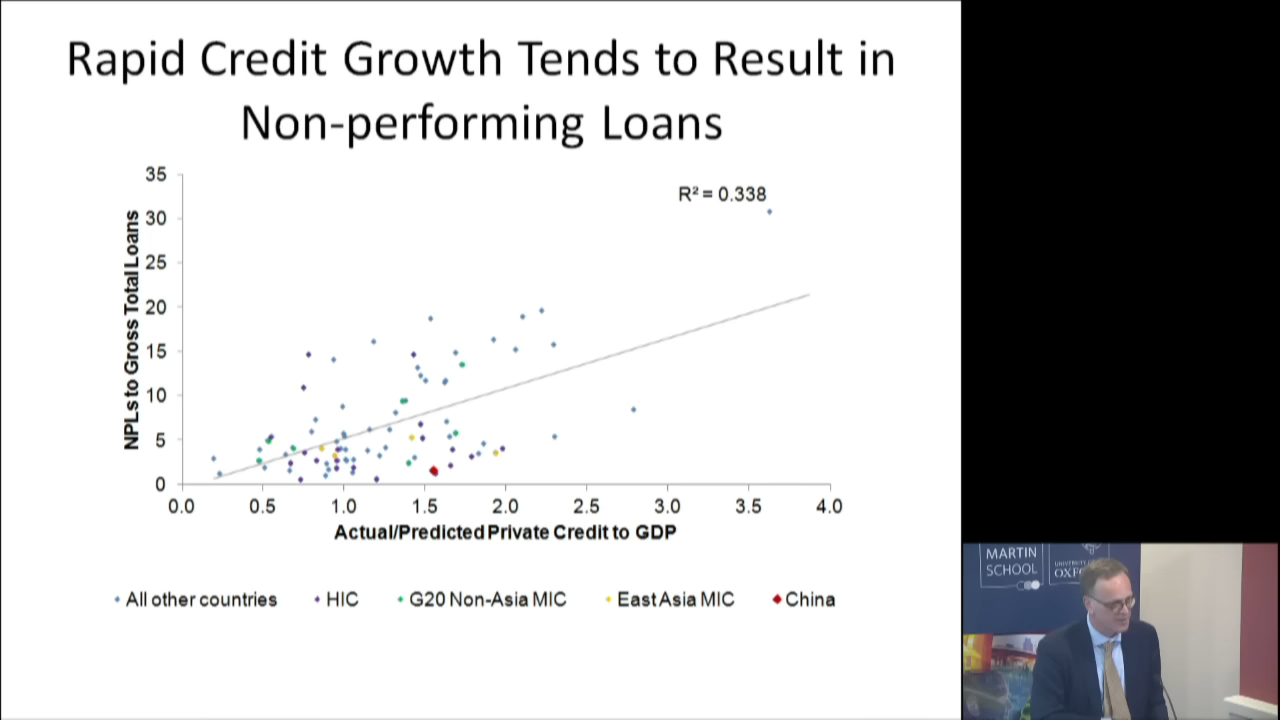 Rapid Credit Growth Tends to Result in
Non-performing Loans
NPLs to Gross Total Loans
35
30
25
20
15
10
5
0
R² = 0.338
0.0 0.5 1.0 1.5 2.0 2.5 3.0 3.5 4.0
Actual/Predicted Private Credit to GDP
All other countries HIC G20 Non-Asia MIC East Asia MIC China
MARTIN
SCHOOL